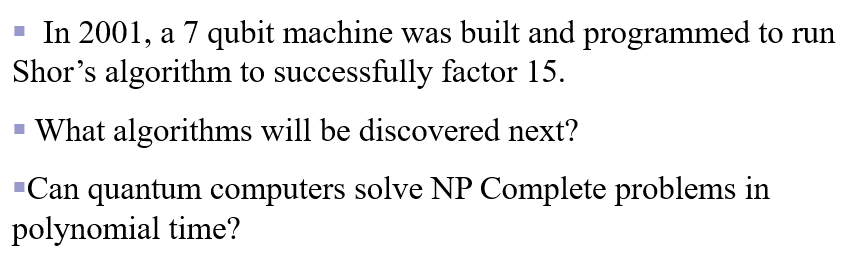 ▪ In 2001, a 7 qubit machine was built and programmed to run
Shor’s algorithm to successfully factor 15.
▪ What algorithms will be discovered next?
▪Can quantum computers solve NP Complete problems in
polynomial time?